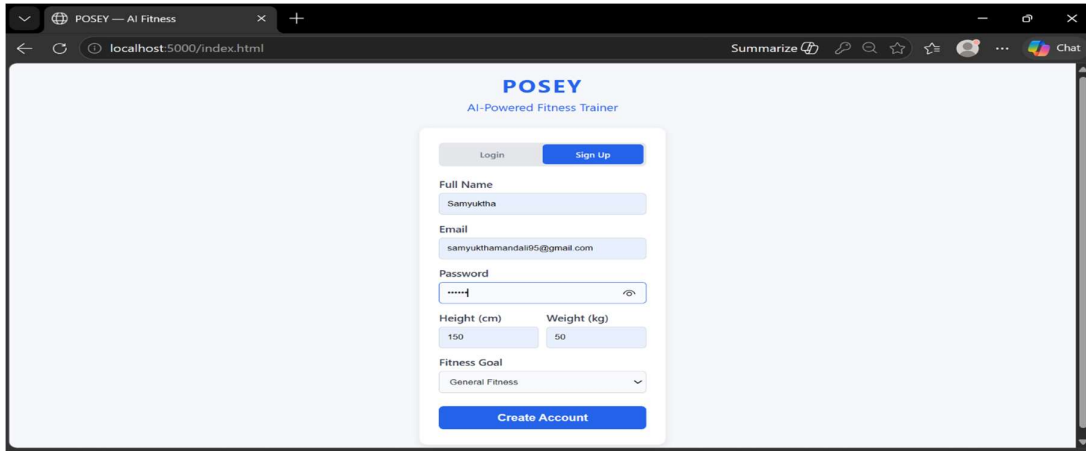 POSEY — AI Fitness
localhost:5000/index.html
Summarize
Chat
POSEY
AI-Powered Fitness Trainer
Login Sign Up
Full Name
Samyuktha
Email
samyukthamandali95@gmail.com
Password
••••••
Height (cm) Weight (kg)
150 50
Fitness Goal
General Fitness
Create Account